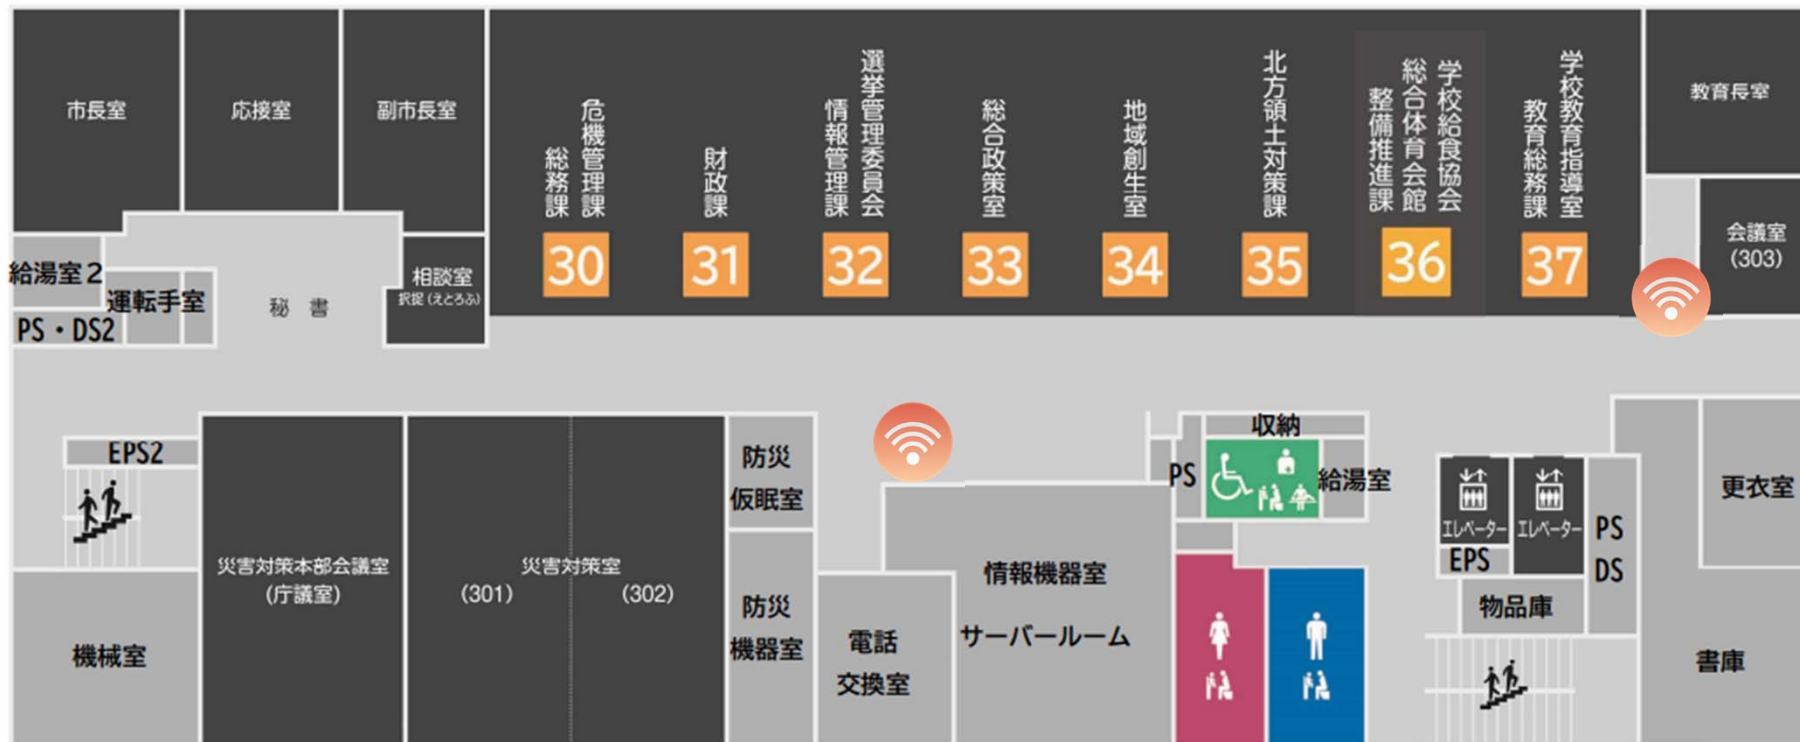 市長室
応接室
副市長室
危機管理課
総務課
30
財政課
31
選挙管理委員会
情報管理課
32
総合政策室
33
地域創生室
34
北方領土対策課
35
学校給食協会
総合体育会館
整備推進課
36
学校教育指導室
教育総務課
37
教育長室
会議室
(303)
給湯室2
運転手室
PS・DS2
秘 書
相談室
択捉(えとろふ)
EPS2
機械室
災害対策本部会議室
(庁議室)
災害対策室
(301)
(302)
防災
仮眠室
防災
機器室
電話
交換室
情報機器室
サーバールーム
収納
PS
給湯室
エレベーター
エレベーター
EPS
PS
DS
物品庫
更衣室
書庫